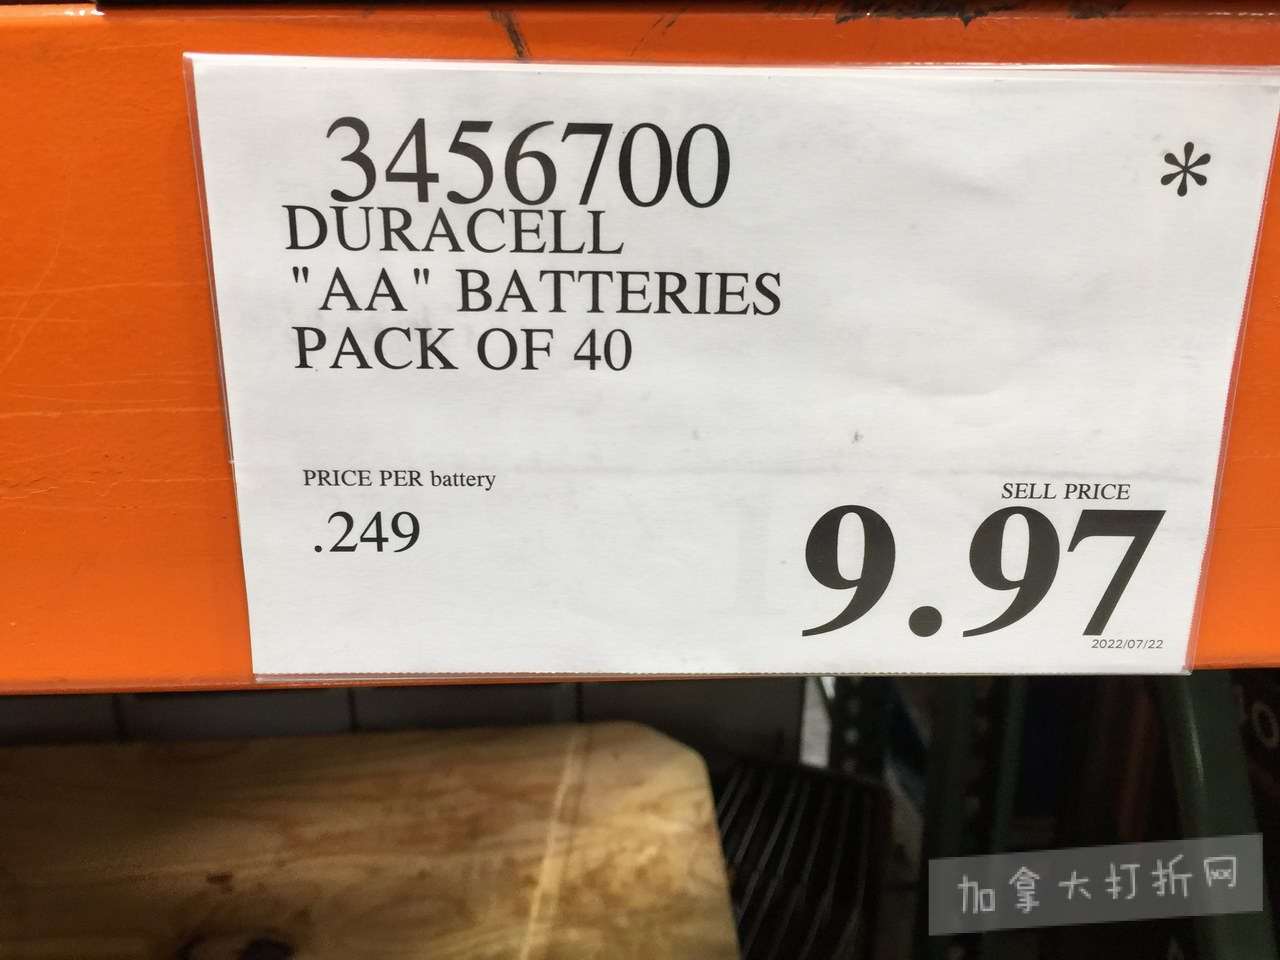 3456700
*
DURACELL
"AA" BATTERIES
PACK OF 40
PRICE PER battery
.249
SELL PRICE
9.97
2022/07/22
加拿大打折网